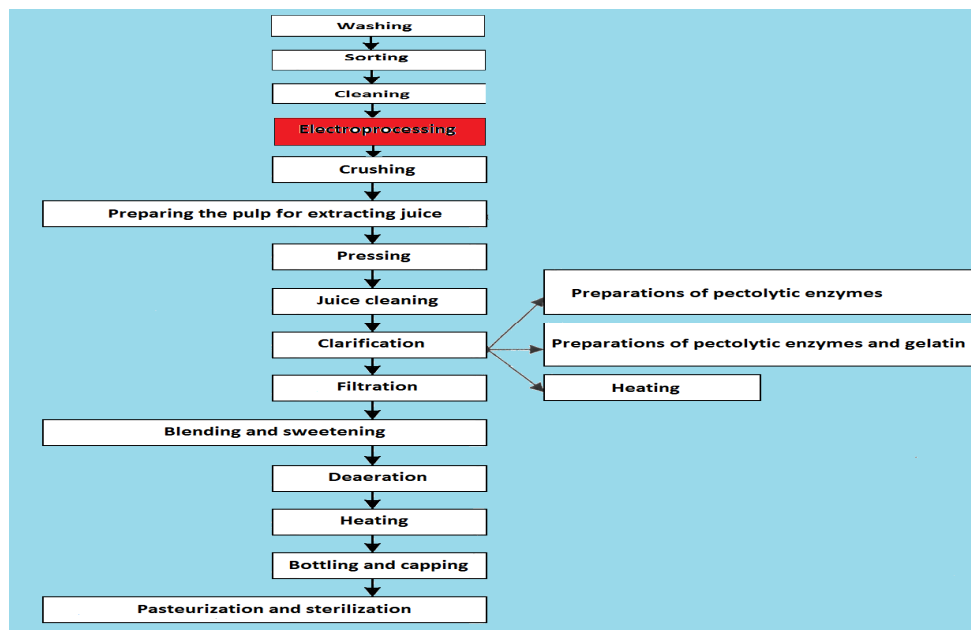 Washing
Sorting
Cleaning
Electroprocessing
Crushing
Preparing the pulp for extracting juice
Pressing
Juice cleaning
Clarification
Preparations of pectolytic enzymes
Preparations of pectolytic enzymes and gelatin
Heating
Filtration
Blending and sweetening
Deaeration
Heating
Bottling and capping
Pasteurization and sterilization